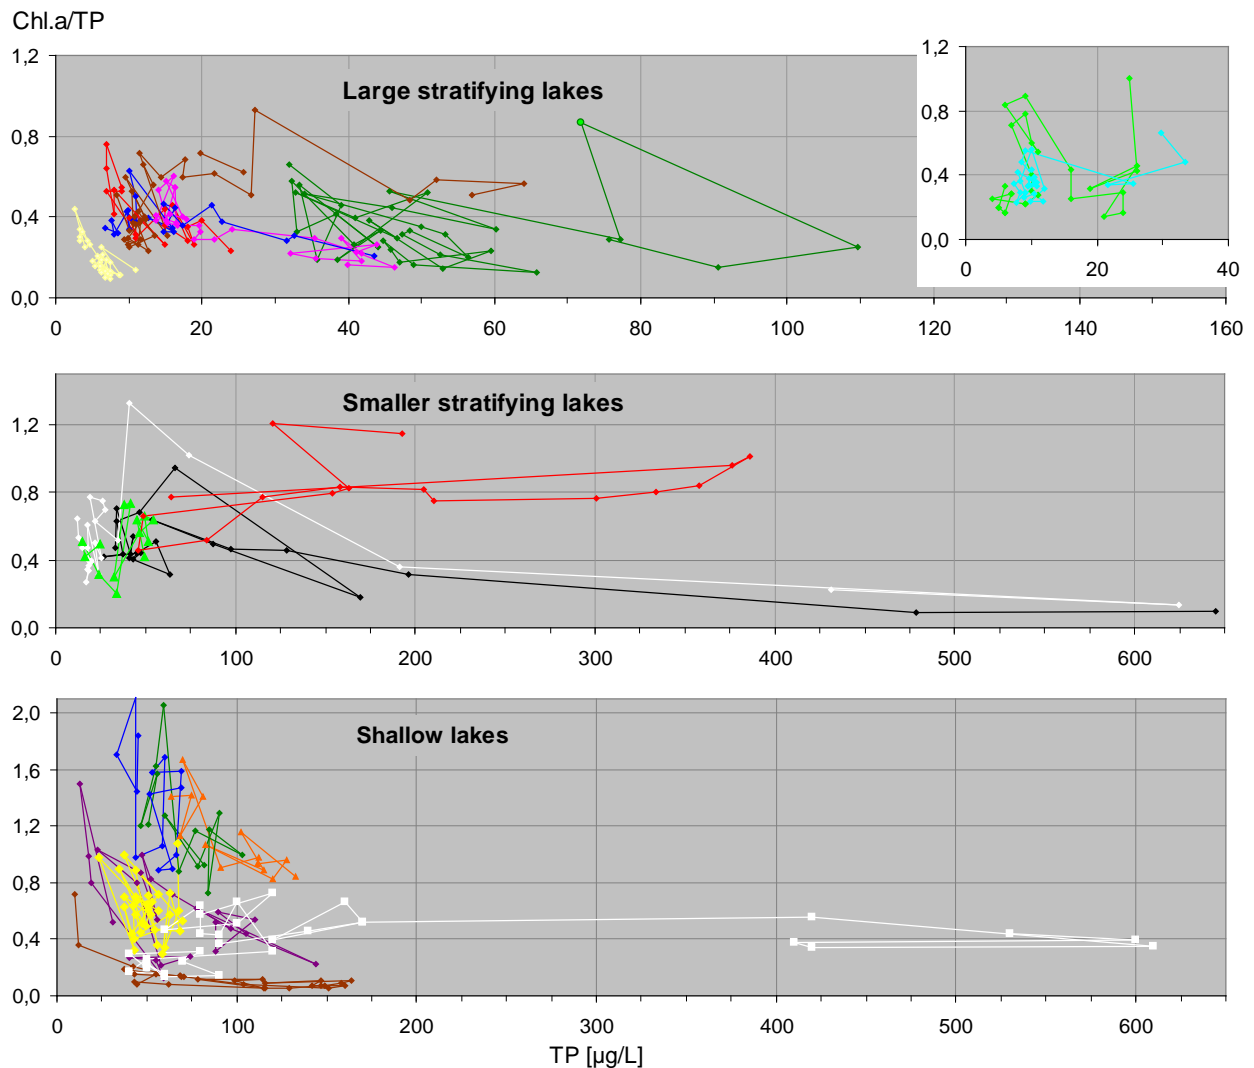 Chl.a/TP
1,2
0,8
0,4
0,0
Large stratifying lakes
0 20 40 60 80 100 120 140 160
1,2
0,8
0,4
0,0
0 20 40
Smaller stratifying lakes
1,2
0,8
0,4
0,0
0 100 200 300 400 500 600
Shallow lakes
2,0
1,6
1,2
0,8
0,4
0,0
0 100 200 300 400 500 600
TP [µg/L]